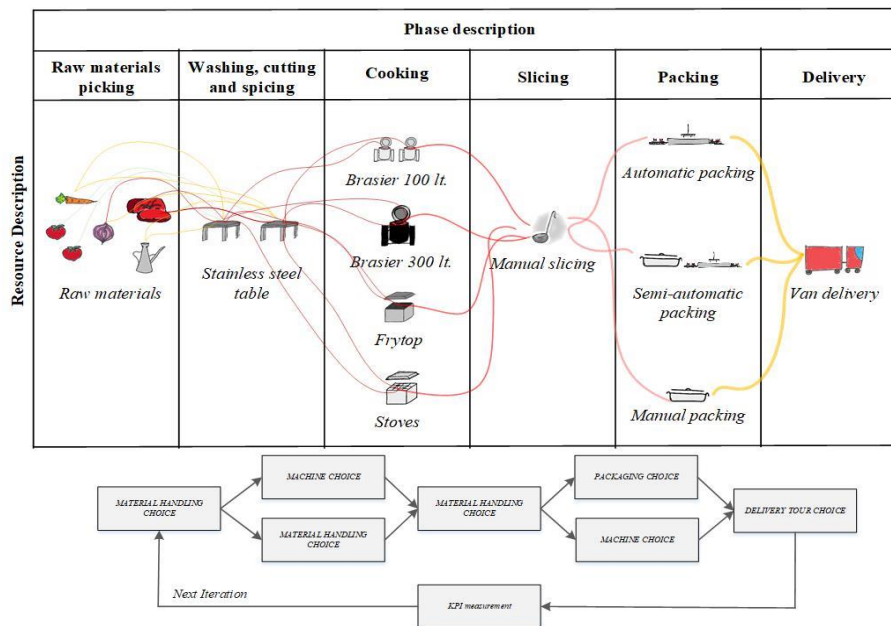 Phase description
Raw materials
picking
Washing, cutting
and spicing
Cooking
Slicing
Packing
Delivery
Resource Description
Raw materials
Stainless steel
table
Brasier 100 lt.
Brasier 300 lt.
Frytop
Stoves
Manual slicing
Automatic packing
Semi-automatic
packing
Manual packing
Van delivery
MATERIAL HANDLING
CHOICE
MACHINE CHOICE
MATERIAL HANDLING
CHOICE
MATERIAL HANDLING
CHOICE
PACKAGING CHOICE
MACHINE CHOICE
DELIVERY TOUR CHOICE
Next Iteration
KPI measurement